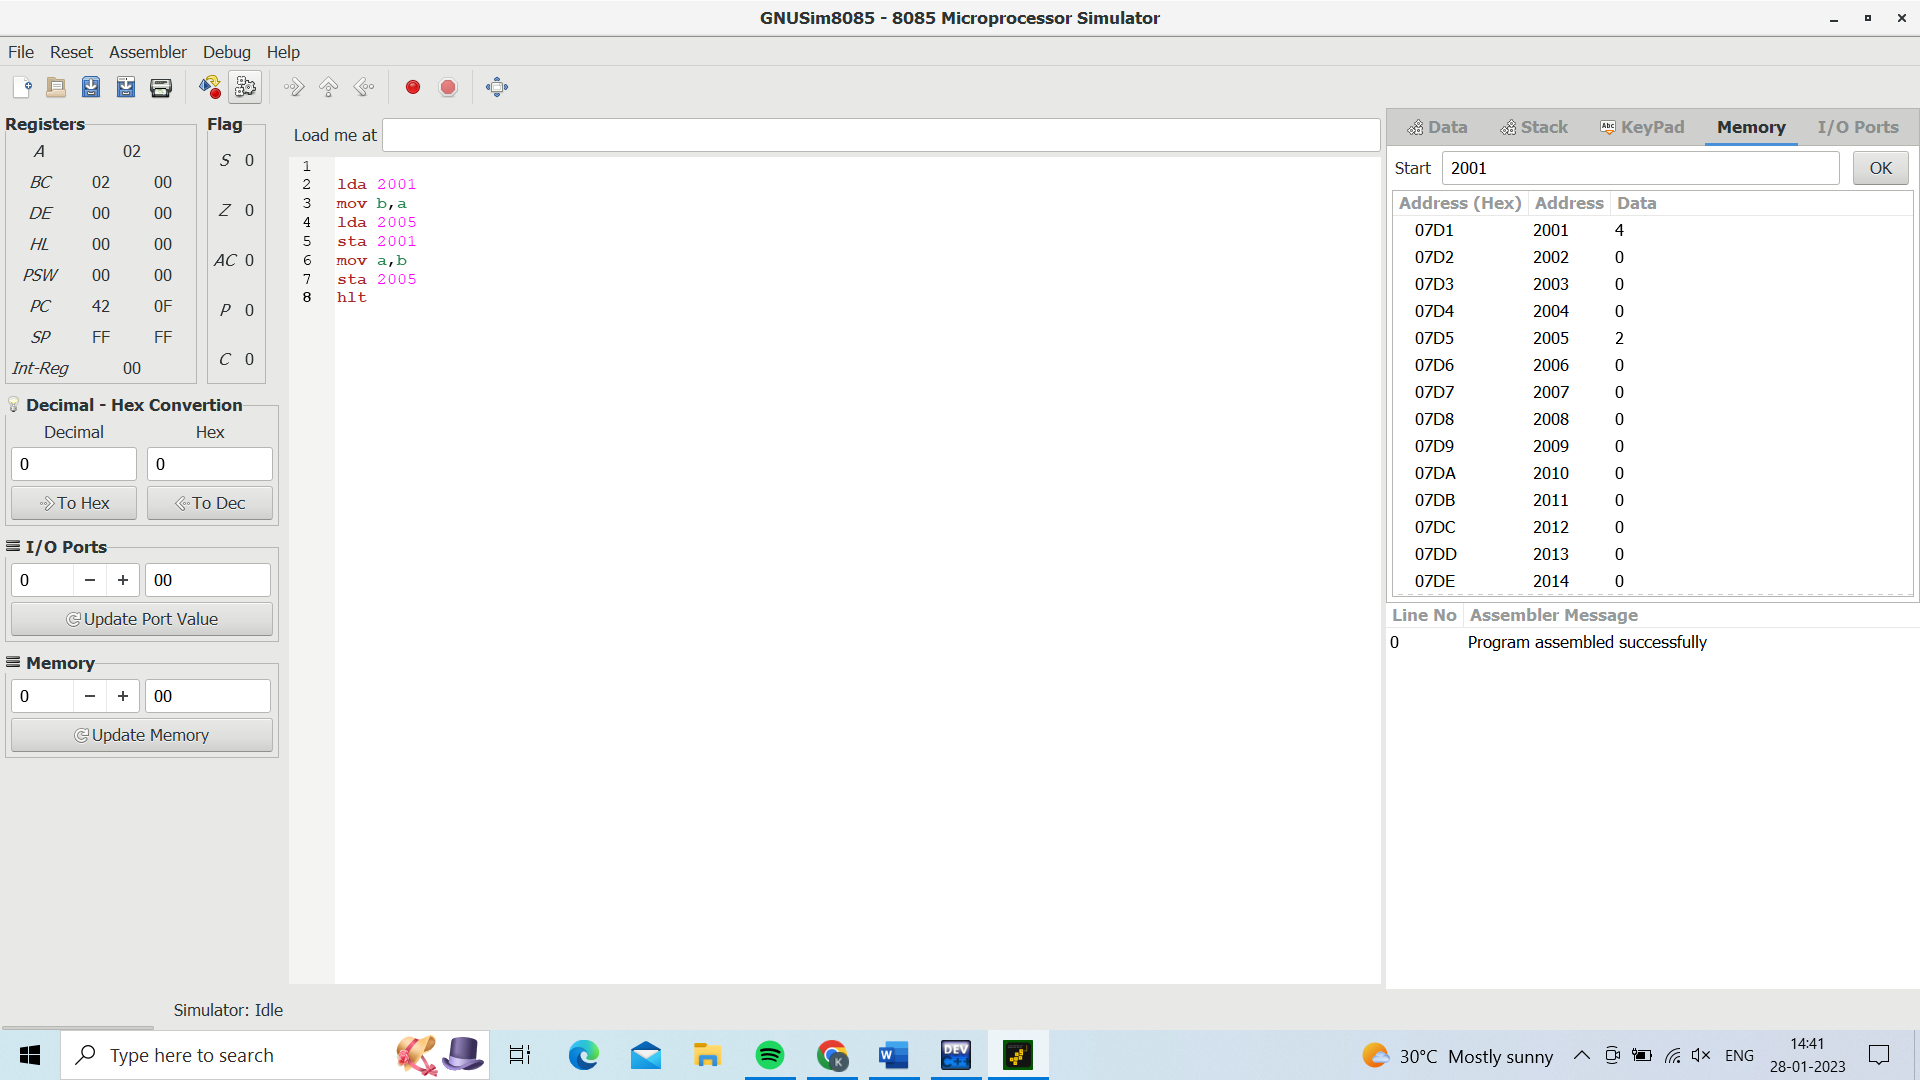 GNUSim8085 - 8085 Microprocessor Simulator
File Reset Assembler Debug Help
Registers
A 02
BC 02 00
DE 00 00
HL 00 00
PSW 00 00
PC 42 0F
SP FF FF
Int-Reg 00
Flag
S 0
Z 0
AC 0
P 0
C 0
Decimal - Hex Convertion
Decimal Hex
0 0
To Hex To Dec
I/O Ports
0 − + 00
Update Port Value
Memory
0 − + 00
Update Memory
Load me at
1
2 lda 2001
3 mov b,a
4 lda 2005
5 sta 2001
6 mov a,b
7 sta 2005
8 hlt
Data Stack Abc KeyPad Memory I/O Ports
Start 2001 OK
Address (Hex) Address Data
07D1 2001 4
07D2 2002 0
07D3 2003 0
07D4 2004 0
07D5 2005 2
07D6 2006 0
07D7 2007 0
07D8 2008 0
07D9 2009 0
07DA 2010 0
07DB 2011 0
07DC 2012 0
07DD 2013 0
07DE 2014 0
Line No Assembler Message
0 Program assembled successfully
Simulator: Idle
Type here to search
K
W
DEV
C++
30°C Mostly sunny
ENG
14:41
28-01-2023